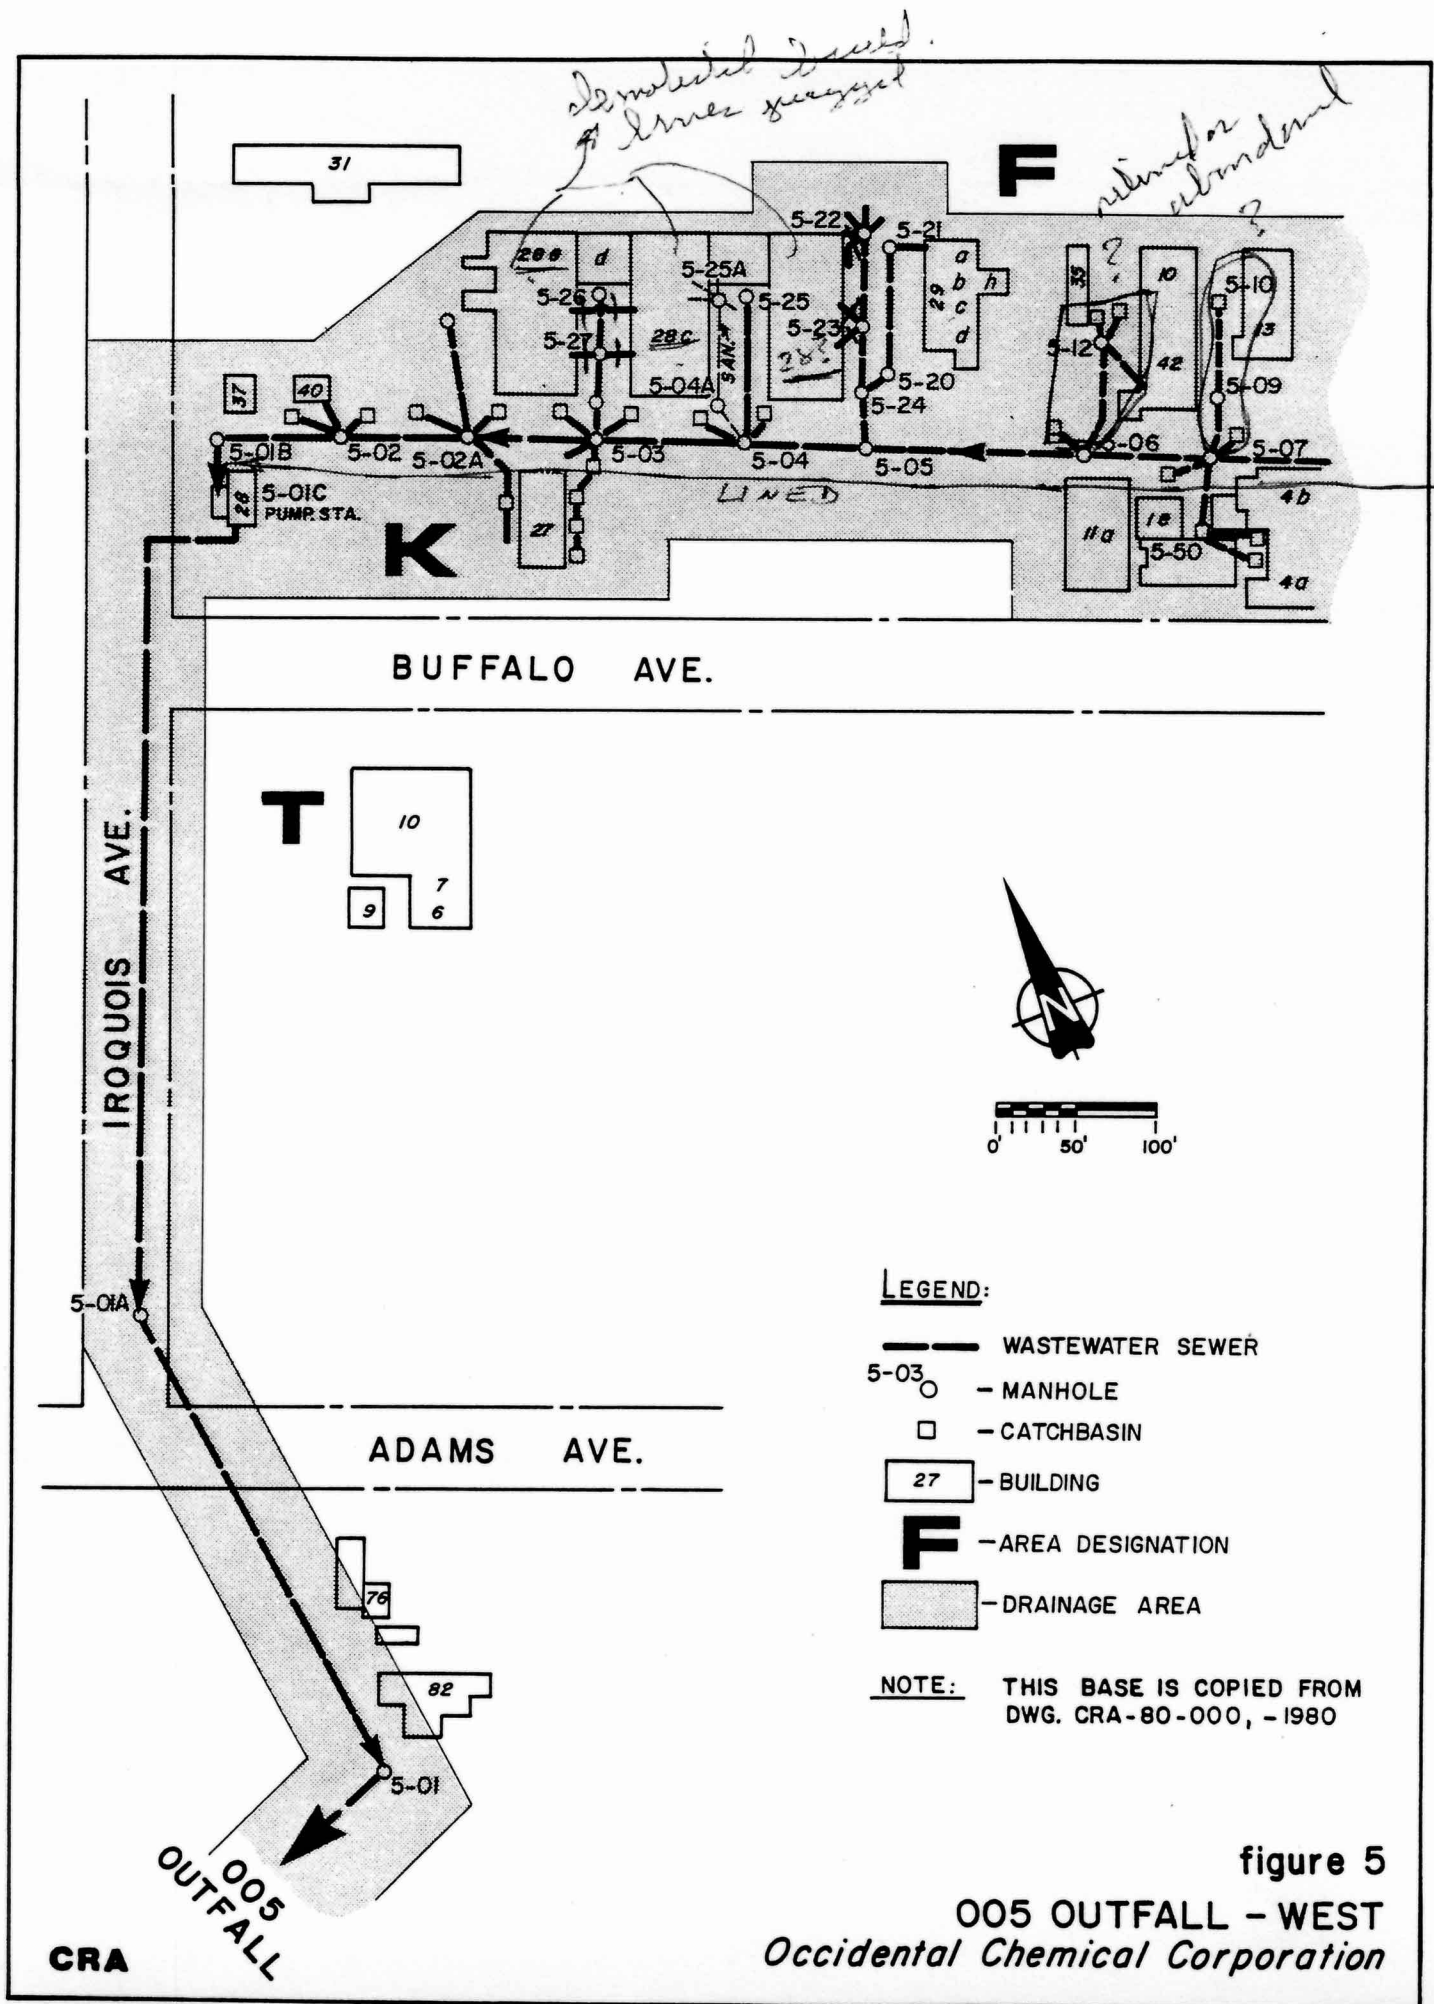 31
F
28B
d
5-25A
5-26
5-25
5-27
28C
SAN.
5-04A
5-22
5-21
5-23
28?
29
a
b h
c
d
5-20
5-24
?
?
35
10
5-10
13
5-12
42
5-09
37
40
5-01B
5-02
5-02A
5-03
5-04
5-05
5-06
5-07
LINED
28
5-01C
PUMP. STA.
K
27
11a
18
5-50
4b
4a
BUFFALO AVE.
T
10
7
9
6
IROQUOIS AVE.
N
0' 50' 100'
5-01A
ADAMS AVE.
76
82
5-01
005
OUTFALL
LEGEND:
WASTEWATER SEWER
5-03
- MANHOLE
- CATCHBASIN
27 - BUILDING
F - AREA DESIGNATION
- DRAINAGE AREA
NOTE: THIS BASE IS COPIED FROM
DWG. CRA-80-000, -1980
figure 5
005 OUTFALL - WEST
Occidental Chemical Corporation
CRA